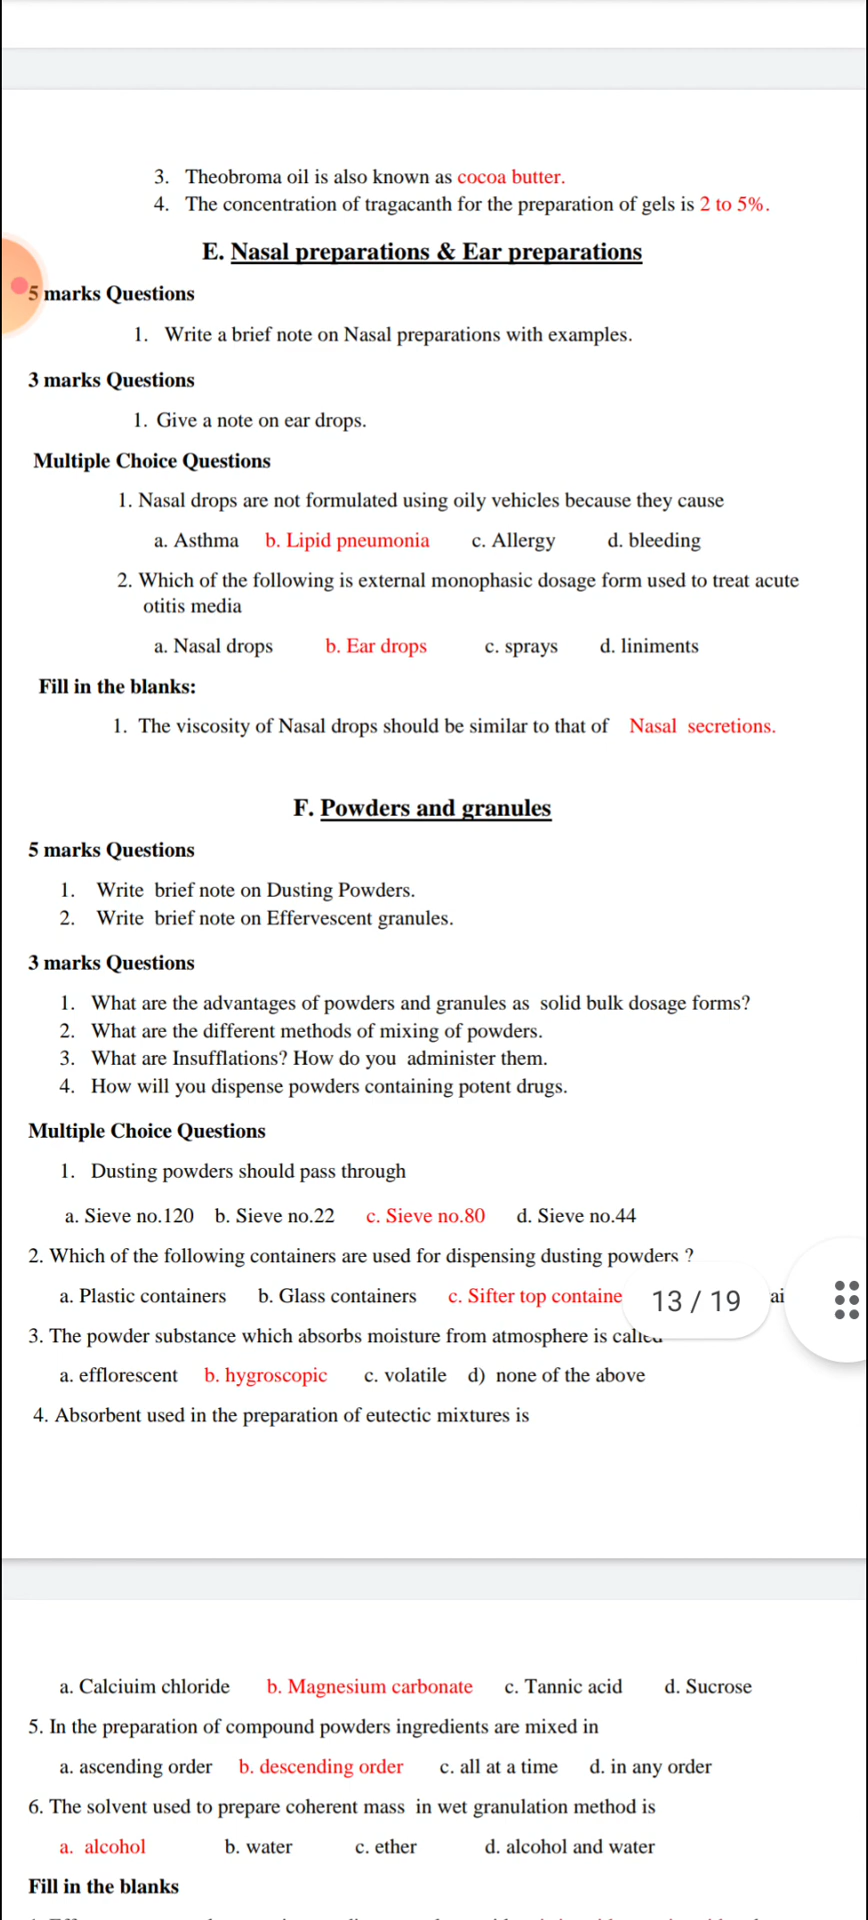 3. Theobroma oil is also known as cocoa butter.
4. The concentration of tragacanth for the preparation of gels is 2 to 5%.
E. Nasal preparations & Ear preparations
5 marks Questions
1. Write a brief note on Nasal preparations with examples.
3 marks Questions
1. Give a note on ear drops.
Multiple Choice Questions
1. Nasal drops are not formulated using oily vehicles because they cause
a. Asthma b. Lipid pneumonia c. Allergy d. bleeding
2. Which of the following is external monophasic dosage form used to treat acute
otitis media
a. Nasal drops b. Ear drops c. sprays d. liniments
Fill in the blanks:
1. The viscosity of Nasal drops should be similar to that of Nasal secretions.
F. Powders and granules
5 marks Questions
1. Write brief note on Dusting Powders.
2. Write brief note on Effervescent granules.
3 marks Questions
1. What are the advantages of powders and granules as solid bulk dosage forms?
2. What are the different methods of mixing of powders.
3. What are Insufflations? How do you administer them.
4. How will you dispense powders containing potent drugs.
Multiple Choice Questions
1. Dusting powders should pass through
a. Sieve no.120 b. Sieve no.22 c. Sieve no.80 d. Sieve no.44
2. Which of the following containers are used for dispensing dusting powders ?
a. Plastic containers b. Glass containers c. Sifter top containe 13 / 19 ai
3. The powder substance which absorbs moisture from atmosphere is called
a. efflorescent b. hygroscopic c. volatile d) none of the above
4. Absorbent used in the preparation of eutectic mixtures is
a. Calciuim chloride b. Magnesium carbonate c. Tannic acid d. Sucrose
5. In the preparation of compound powders ingredients are mixed in
a. ascending order b. descending order c. all at a time d. in any order
6. The solvent used to prepare coherent mass in wet granulation method is
a. alcohol b. water c. ether d. alcohol and water
Fill in the blanks